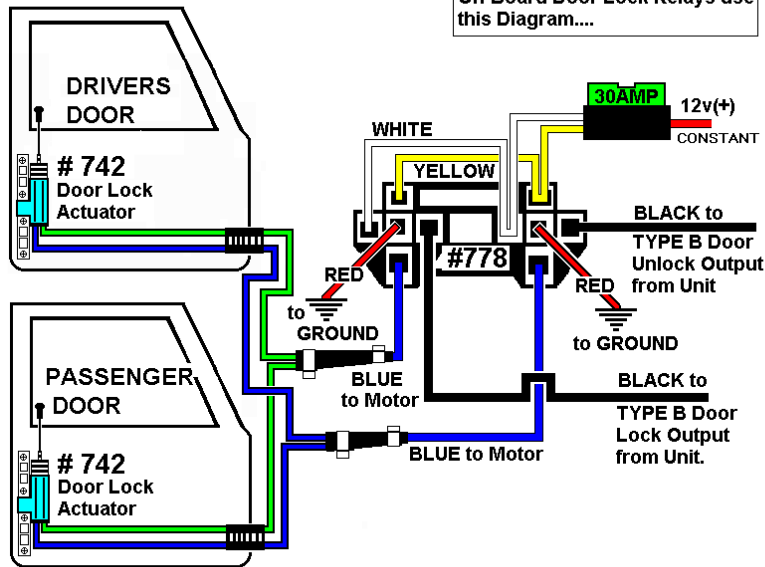 On Board Door Lock Relays use
this Diagram....
DRIVERS
DOOR
# 742
Door Lock
Actuator
30AMP
12v(+)
CONSTANT
WHITE
YELLOW
#778
BLACK to
TYPE B Door
Unlock Output
from Unit
RED
to
GROUND
RED
to GROUND
BLUE
to Motor
BLACK to
TYPE B Door
Lock Output
from Unit.
BLUE to Motor
PASSENGER
DOOR
# 742
Door Lock
Actuator